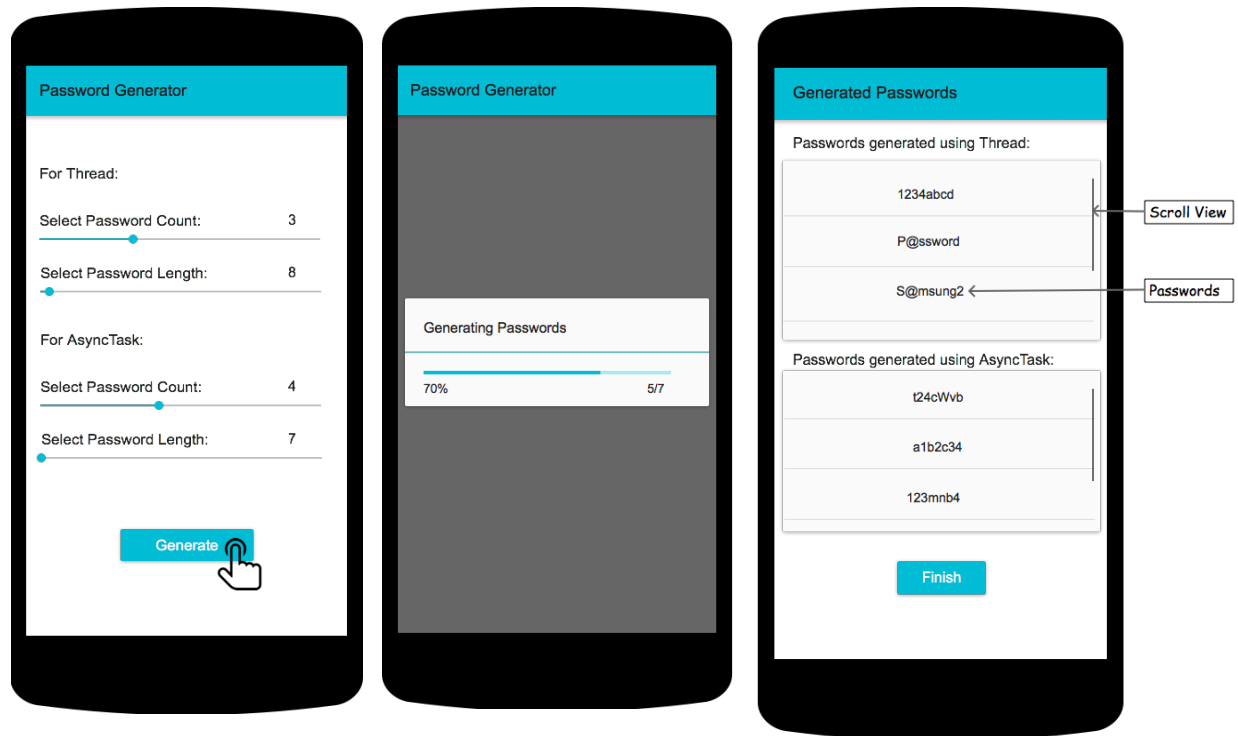 Password Generator
For Thread:
Select Password Count: 3
Select Password Length: 8
For AsyncTask:
Select Password Count: 4
Select Password Length: 7
Generate
Password Generator
Generating Passwords
70% 5/7
Generated Passwords
Passwords generated using Thread:
1234abcd
P@ssword
S@msung2
Passwords generated using AsyncTask:
t24cWvb
a1b2c34
123mnb4
Finish
Scroll View
Passwords